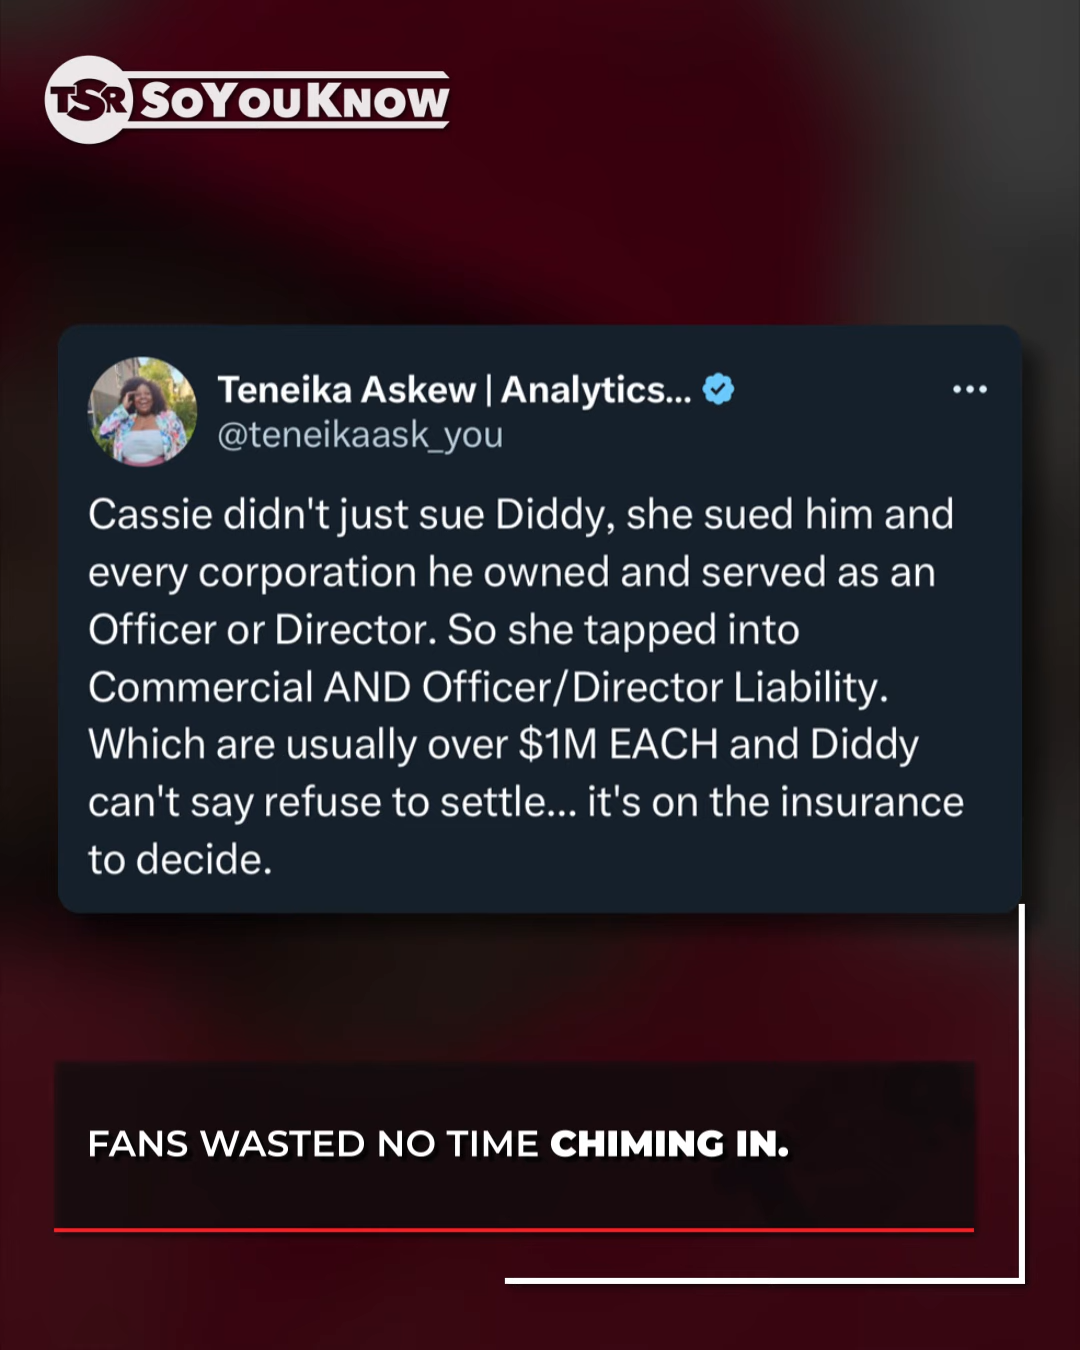 TSR SOYOUKNOW
Teneika Askew | Analytics...
@teneikaask_you
Cassie didn't just sue Diddy, she sued him and
every corporation he owned and served as an
Officer or Director. So she tapped into
Commercial AND Officer/Director Liability.
Which are usually over $1M EACH and Diddy
can't say refuse to settle... it's on the insurance
to decide.
FANS WASTED NO TIME CHIMING IN.